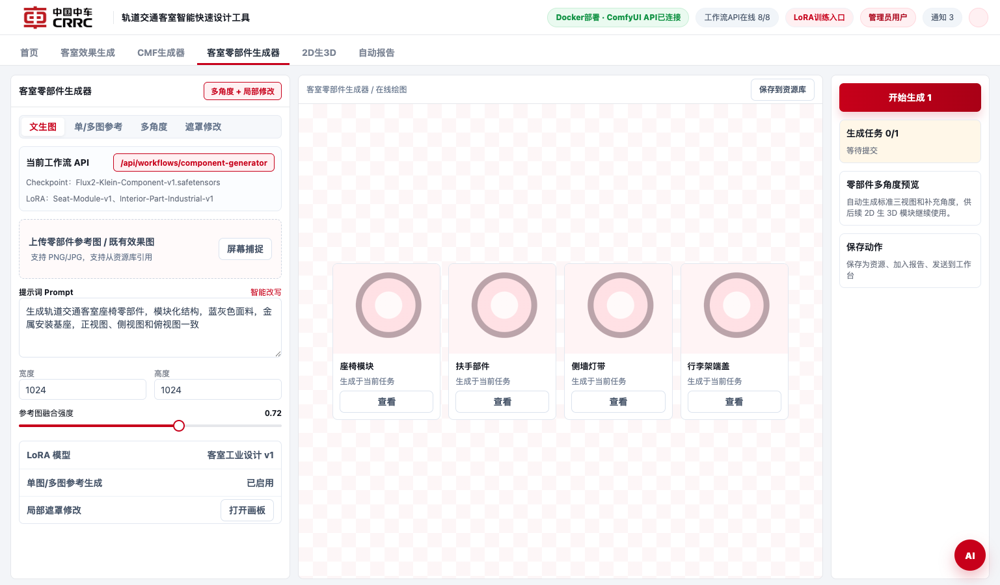 中国中车
CRRC
轨道交通客室智能快速设计工具
Docker部署 · ComfyUI API已连接
工作流API在线 8/8
LoRA训练入口
管理员用户
通知 3
首页
客室效果生成
CMF生成器
客室零部件生成器
2D生3D
自动报告
客室零部件生成器
多角度 + 局部修改
文生图
单/多图参考
多角度
遮罩修改
当前工作流 API
/api/workflows/component-generator
Checkpoint：Flux2-Klein-Component-v1.safetensors
LoRA：Seat-Module-v1、Interior-Part-Industrial-v1
上传零部件参考图 / 既有效果图
支持 PNG/JPG，支持从资源库引用
屏幕捕捉
提示词 Prompt
智能改写
生成轨道交通客室座椅零部件，模块化结构，蓝灰色面料，金
属安装基座，正视图、侧视图和俯视图一致
宽度
高度
1024
1024
参考图融合强度
0.72
LoRA 模型
客室工业设计 v1
单图/多图参考生成
已启用
局部遮罩修改
打开画板
客室零部件生成器 / 在线绘图
保存到资源库
座椅模块
生成于当前任务
查看
扶手部件
生成于当前任务
查看
侧墙灯带
生成于当前任务
查看
行李架端盖
生成于当前任务
查看
开始生成 1
生成任务 0/1
等待提交
零部件多角度预览
自动生成标准三视图和补充角度，供
后续 2D 生 3D 模块继续使用。
保存动作
保存为资源、加入报告、发送到工作
台
AI